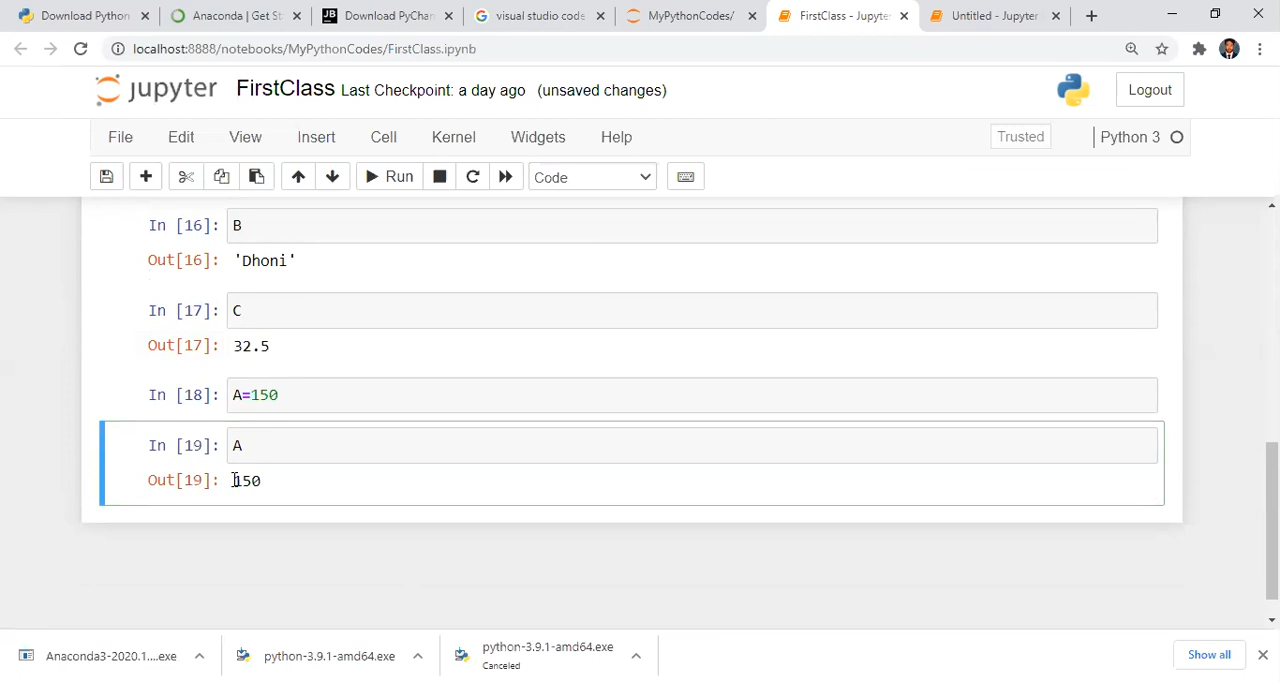 Download Python
Anaconda | Get St
Download PyChan
visual studio code
MyPythonCodes/
FirstClass - Jupyte
Untitled - Jupyter
localhost:8888/notebooks/MyPythonCodes/FirstClass.ipynb
jupyter FirstClass Last Checkpoint: a day ago (unsaved changes)
Logout
File Edit View Insert Cell Kernel Widgets Help Trusted Python 3
Run Code
In [16]: B
Out[16]: 'Dhoni'
In [17]: C
Out[17]: 32.5
In [18]: A=150
In [19]: A
Out[19]: 150
Anaconda3-2020.1....exe
python-3.9.1-amd64.exe
python-3.9.1-amd64.exe
Canceled
Show all